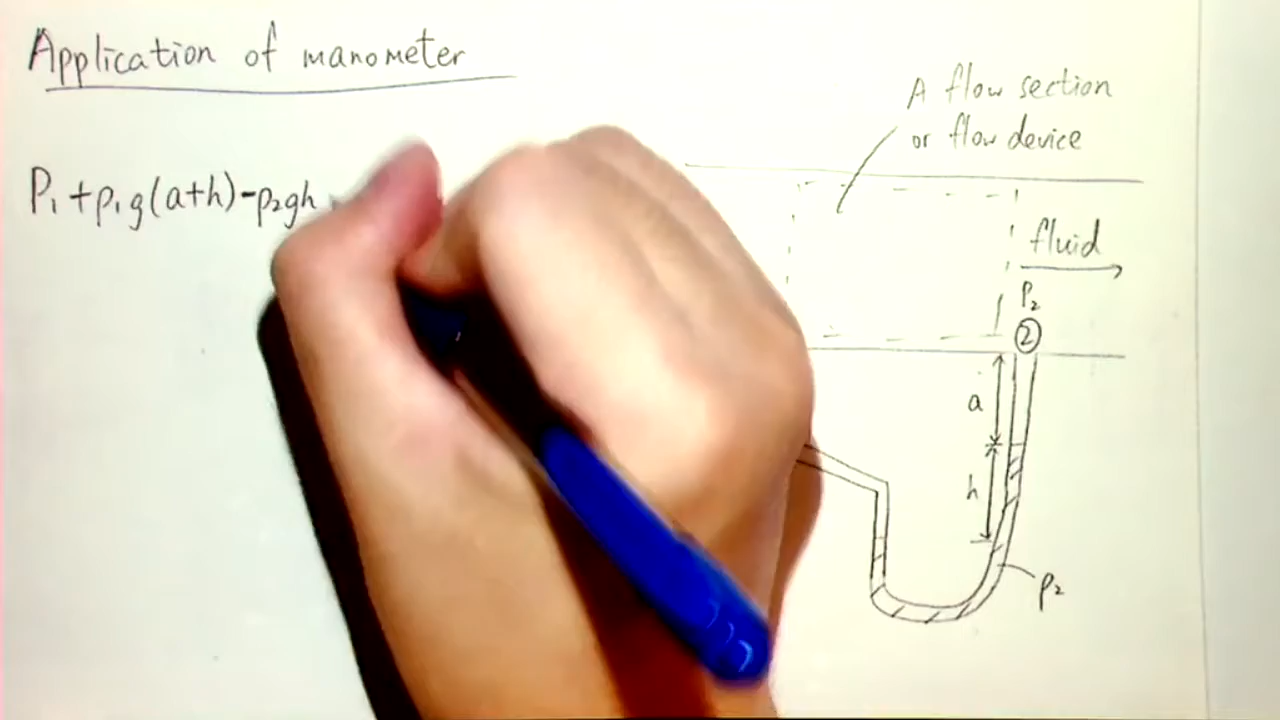 Application of manometer
P₁+ρ₁g(a+h)-ρ₂gh
A flow section
or flow device
fluid
P₂
②
a
h
ρ₂